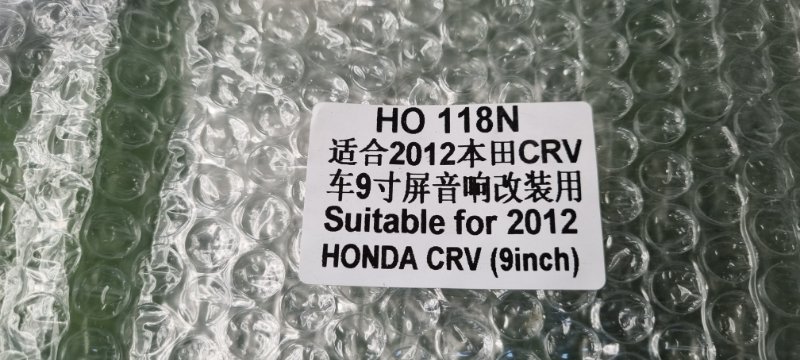 HO 118N
适合2012本田CRV
车9寸屏音响改装用
Suitable for 2012
HONDA CRV (9inch)